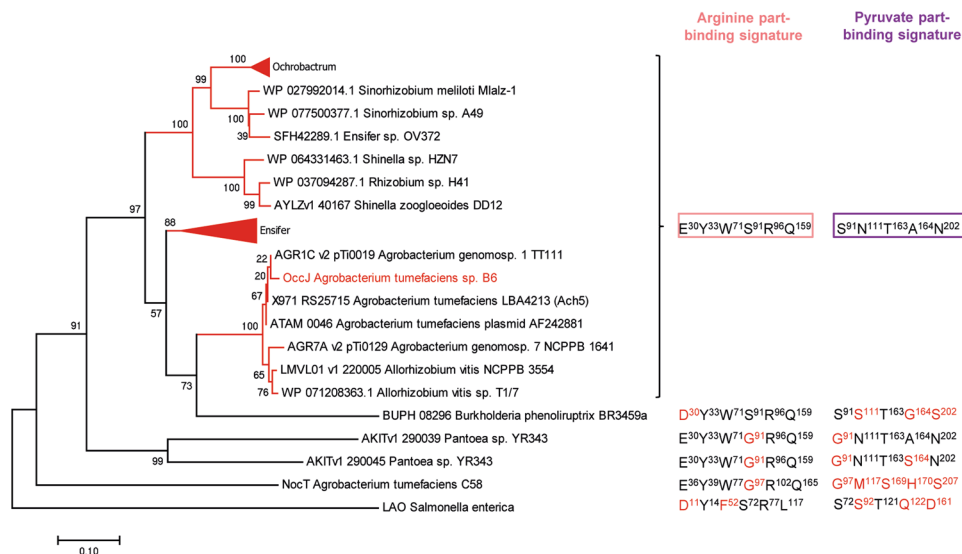 Arginine part-
binding signature
Pyruvate part-
binding signature
100
Ochrobactrum
99
WP 027992014.1 Sinorhizobium meliloti Mlalz-1
WP 077500377.1 Sinorhizobium sp. A49
100
39
SFH42289.1 Ensifer sp. OV372
100
WP 064331463.1 Shinella sp. HZN7
100
WP 037094287.1 Rhizobium sp. H41
99
AYLZv1 40167 Shinella zoogloeoides DD12
97
88
Ensifer
E³⁰Y³³W⁷¹S⁹¹R⁹⁶Q¹⁵⁹
S⁹¹N¹¹¹T¹⁶³A¹⁶⁴N²⁰²
22
AGR1C v2 pTi0019 Agrobacterium genomosp. 1 TT111
20
OccJ Agrobacterium tumefaciens sp. B6
67
X971 RS25715 Agrobacterium tumefaciens LBA4213 (Ach5)
57
100
ATAM 0046 Agrobacterium tumefaciens plasmid AF242881
91
AGR7A v2 pTi0129 Agrobacterium genomosp. 7 NCPPB 1641
65
LMVL01 v1 220005 Allorhizobium vitis NCPPB 3554
73
76
WP 071208363.1 Allorhizobium vitis sp. T1/7
BUPH 08296 Burkholderia phenoliruptrix BR3459a
D³⁰Y³³W⁷¹S⁹¹R⁹⁶Q¹⁵⁹
S⁹¹S¹¹¹T¹⁶³G¹⁶⁴S²⁰²
AKITv1 290039 Pantoea sp. YR343
E³⁰Y³³W⁷¹G⁹¹R⁹⁶Q¹⁵⁹
G⁹¹N¹¹¹T¹⁶³A¹⁶⁴N²⁰²
99
AKITv1 290045 Pantoea sp. YR343
E³⁰Y³³W⁷¹G⁹¹R⁹⁶Q¹⁵⁹
G⁹¹N¹¹¹T¹⁶³S¹⁶⁴N²⁰²
NocT Agrobacterium tumefaciens C58
E³⁶Y³⁹W⁷⁷G⁹⁷R¹⁰²Q¹⁶⁵
G⁹⁷M¹¹⁷S¹⁶⁹H¹⁷⁰S²⁰⁷
LAO Salmonella enterica
D¹¹Y¹⁴F⁵²S⁷²R⁷⁷L¹¹⁷
S⁷²S⁹²T¹²¹Q¹²²D¹⁶¹
0.10